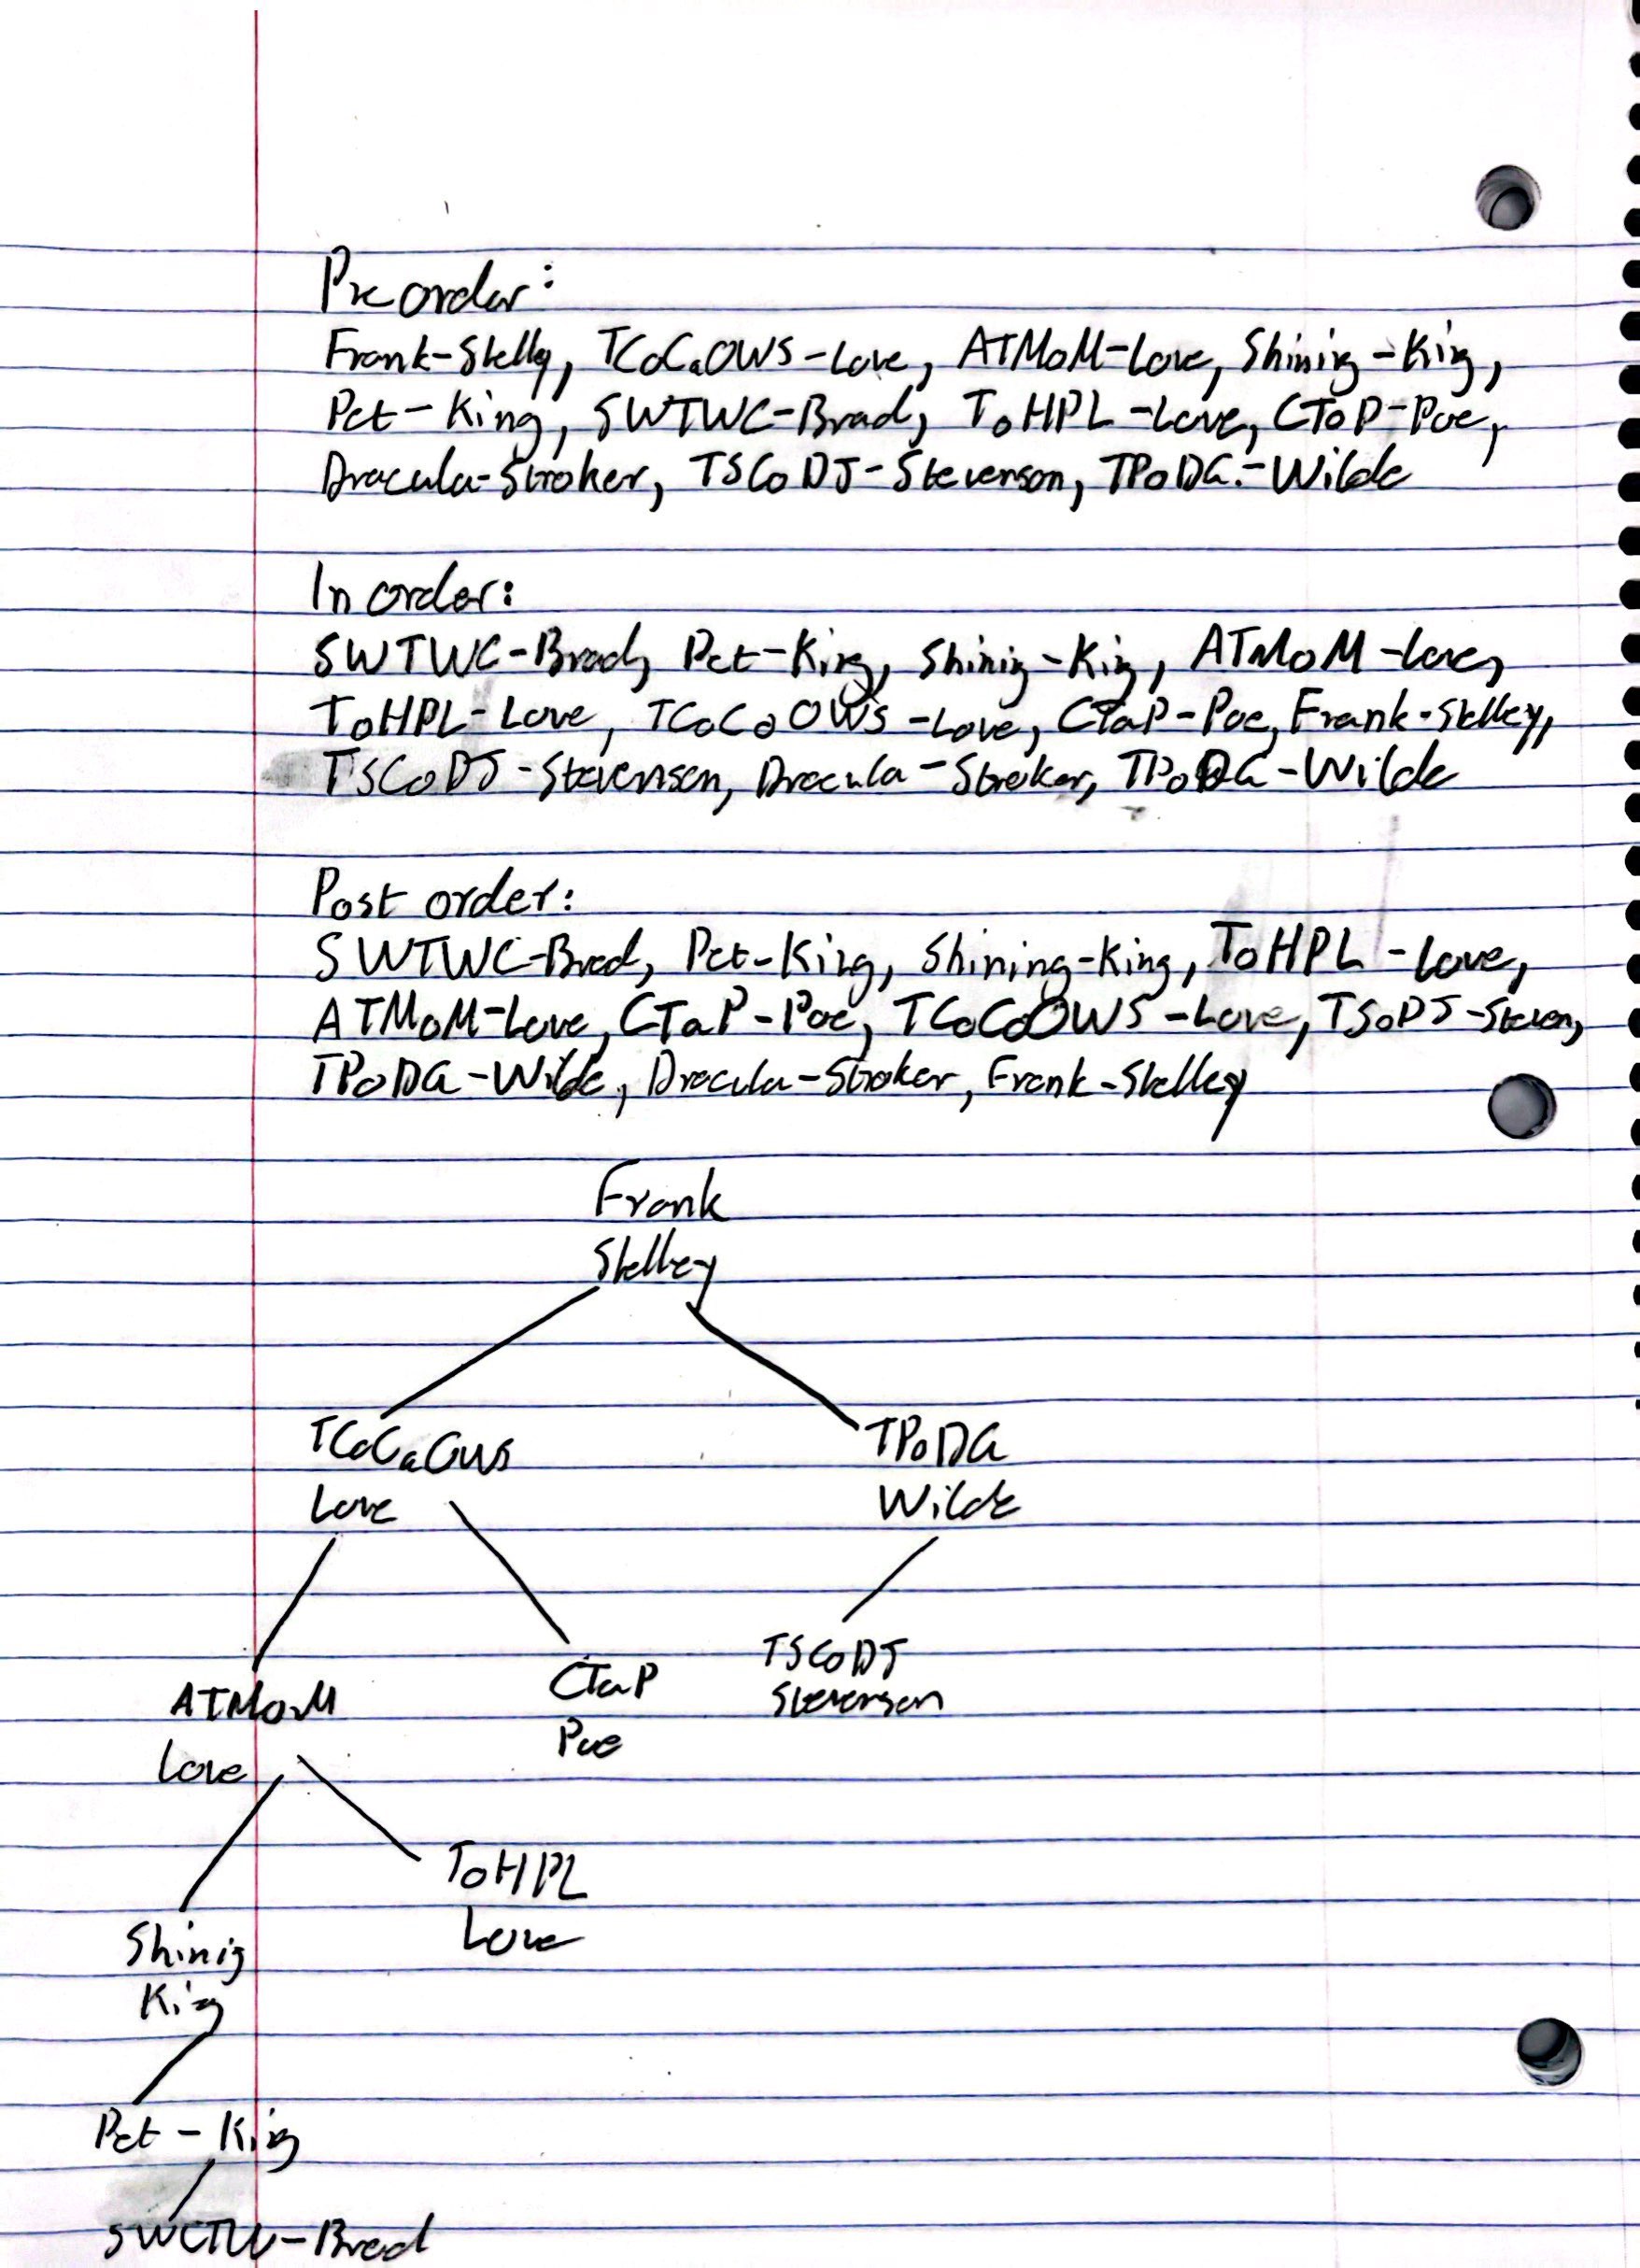 Pre order:
Frank-Shelly, TCoCaOWS-Love, ATMoM-Love, Shining-King,
Pet-King, SWTWC-Brad, ToHPL-Love, CTaP-Poe,
Dracula-Stroker, TSCoDJ-Stevenson, TPoDG-Wilde
In order:
SWTWC-Brad, Pet-King, Shining-King, ATMoM-Love,
ToHPL-Love, TCoCaOWS-Love, CTaP-Poe, Frank-Shelley,
TSCoDJ-Stevenson, Dracula-Stroker, TPoDG-Wilde
Post order:
SWTWC-Brad, Pet-King, Shining-King, ToHPL-Love,
ATMoM-Love, CTaP-Poe, TCoCaOWS-Love, TSoDJ-Steven,
TPoDG-Wilde, Dracula-Stroker, Frank-Shelley
Frank
Shelley
TCoCaOWS
Love
TPoDG
Wilde
ATMoM
Love
CTaP
Poe
TSCoDJ
Stevenson
ToHPL
Love
Shinig
King
Pet-King
SWCTW-Brad